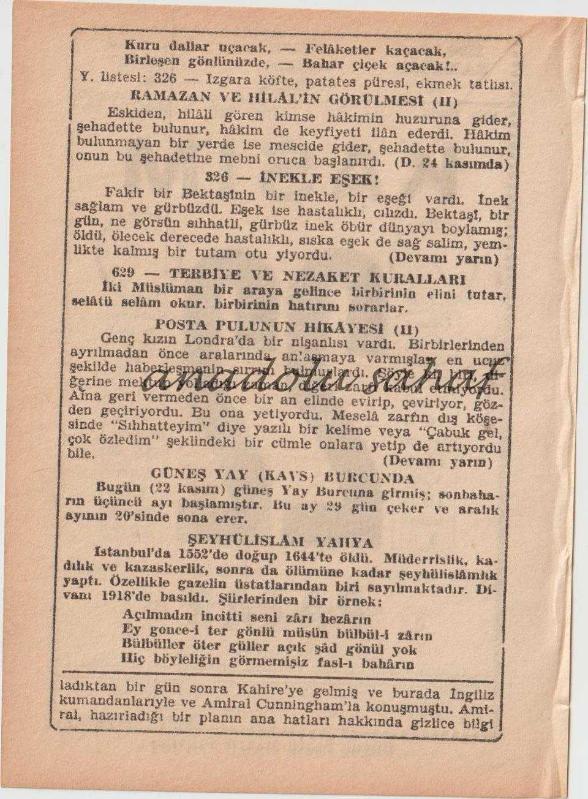 Kuru dallar uçacak, — Felâketler kaçacak,
Birleşen gönlünüzde, — Bahar çiçek açacak!..
Y. listesi: 326 — Izgara köfte, patates püresi, ekmek tatlısı.
RAMAZAN VE HİLÂL'İN GÖRÜLMESİ (II)
Eskiden, hilâli gören kimse hâkimin huzuruna gider,
şehadette bulunur, hâkim de keyfiyeti ilân ederdi. Hâkim
bulunmayan bir yerde ise mescide gider, şehadette bulunur,
onun bu şehadetine mebni oruca başlanırdı. (D. 24 kasımda)
326 — İNEKLE EŞEK!
Fakir bir Bektaşinin bir inekle, bir eşeği vardı. İnek
sağlam ve gürbüzdü. Eşek ise hastalıklı, cılızdı. Bektaşî, bir
gün, ne görsün sıhhatli, gürbüz inek öbür dünyayı boylamış;
öldü, ölecek derecede hastalıklı, sıska eşek de sağ salim, yem-
likte kalmış bir tutam otu yiyordu. (Devamı yarın)
629 — TERBİYE VE NEZAKET KURALLARI
İki Müslüman bir araya gelince birbirinin elini tutar,
selâtü selâm okur. birbirinin hatırını sorarlar.
POSTA PULUNUN HİKÂYESİ (II)
Genç kızın Londra'da bir nişanlısı vardı. Birbirlerinden
ayrılmadan önce aralarında anlaşmaya varmışlar en ucuz
şekilde haberleşmenin
anadolu sahaf
ğerine
Ama geri vermeden önce bir an elinde evirip, çeviriyor, göz-
den geçiriyordu. Bu ona yetiyordu. Meselâ zarfın dış köşe-
sinde "Sıhhatteyim" diye yazılı bir kelime veya "Çabuk gel,
çok özledim" şeklindeki bir cümle onlara yetip de artıyordu
bile. (Devamı yarın)
GÜNEŞ YAY (KAVS) BURCUNDA
Bugün (22 kasım) güneş Yay Burcuna girmiş; sonbaha-
rın üçüncü ayı başlamıştır. Bu ay 29 gün çeker ve aralık
ayının 20'sinde sona erer.
ŞEYHÜLİSLÂM YAHYA
İstanbul'da 1552'de doğup 1644'te öldü. Müderrislik, ka-
dılık ve kazaskerlik, sonra da ölümüne kadar şeyhülislâmlık
yaptı. Özellikle gazelin üstatlarından biri sayılmaktadır. Di-
vanı 1918'de basıldı. Şiirlerinden bir örnek:
Açılmadın incitti seni zârı hezârın
Ey gonce-i ter gönlü müsün bülbül-i zârın
Bülbüller öter güller açık şâd gönül yok
Hiç böyleliğin görmemişiz fasl-ı bahârın
ladıktan bir gün sonra Kahire'ye gelmiş ve burada İngiliz
kumandanlariyle ve Amiral Cunningham'la konuşmuştu. Ami-
ral, hazırladığı bir planın ana hatları hakkında gizlice bilgi